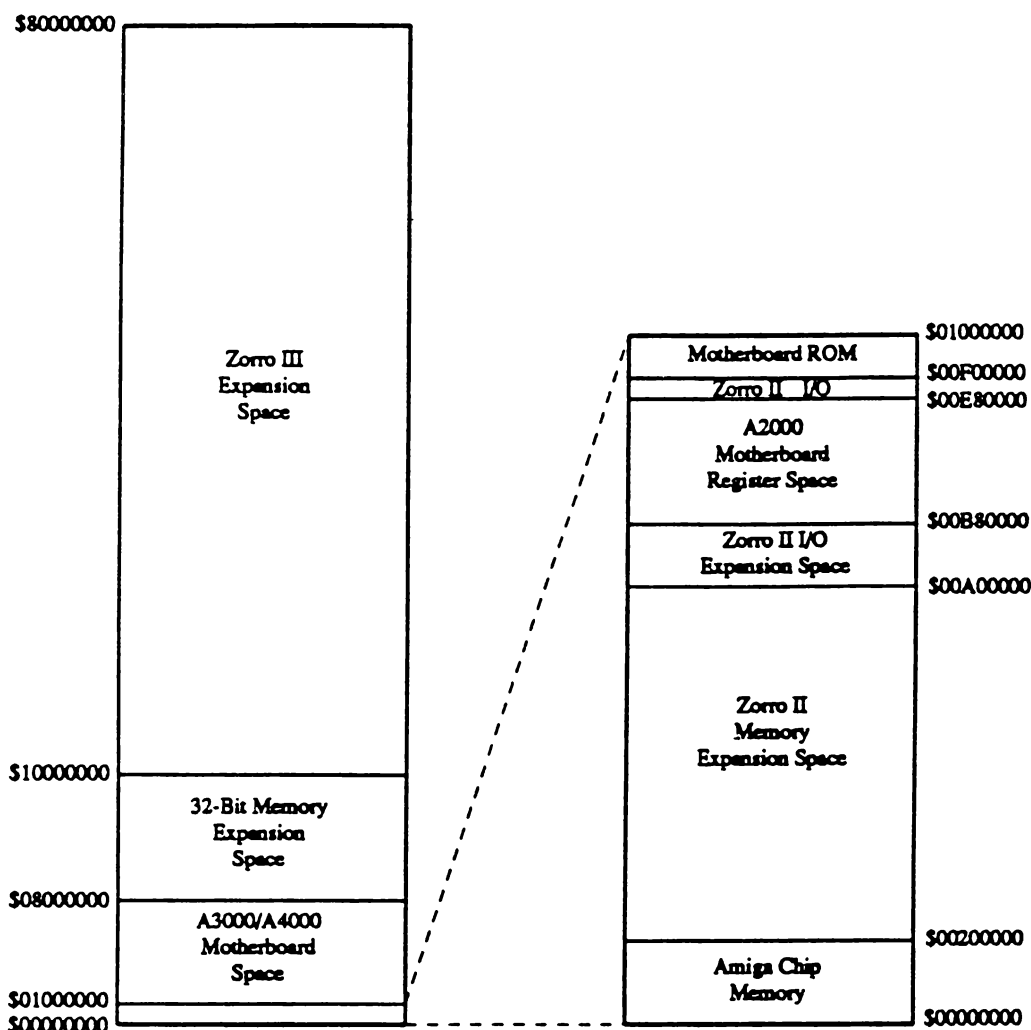 $80000000
Zorro III
Expansion
Space
$10000000
32-Bit Memory
Expansion
Space
$08000000
A3000/A4000
Motherboard
Space
$01000000
$00000000
$01000000
Motherboard ROM
$00F00000
Zorro II I/O
$00E80000
A2000
Motherboard
Register Space
$00B80000
Zorro II I/O
Expansion Space
$00A00000
Zorro II
Memory
Expansion Space
$00200000
Amiga Chip
Memory
$00000000